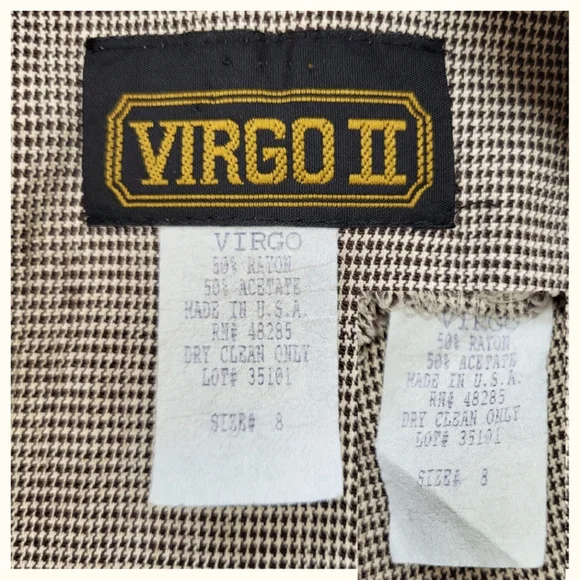 VIRGO II
VIRGO
50% RAYON
50% ACETATE
MADE IN U.S.A.
RN# 48285
DRY CLEAN ONLY
LOT# 35101
SIZE# 8
VIRGO
50% RAYON
50% ACETATE
MADE IN U.S.A.
RN# 48285
DRY CLEAN ONLY
LOT# 35101
SIZE# 8